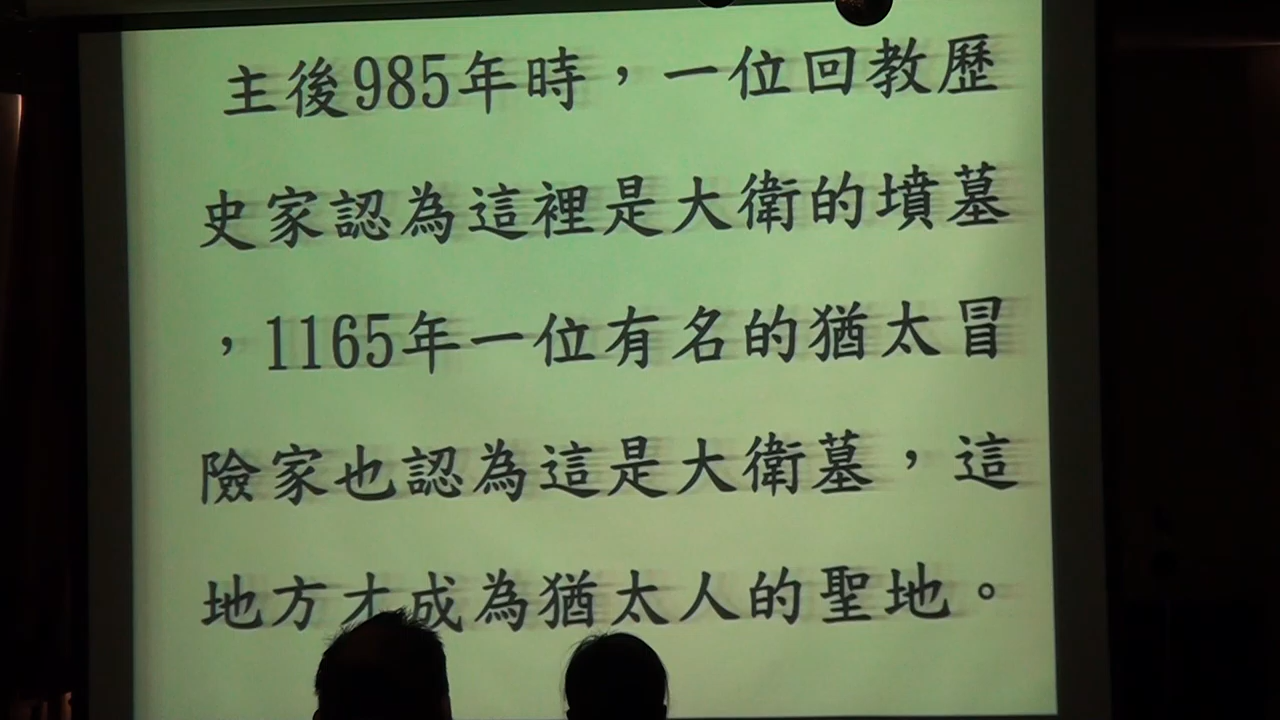 主後985年時，一位回教歷
史家認為這裡是大衛的墳墓
，1165年一位有名的猶太冒
險家也認為這是大衛墓，這
地方才成為猶太人的聖地。